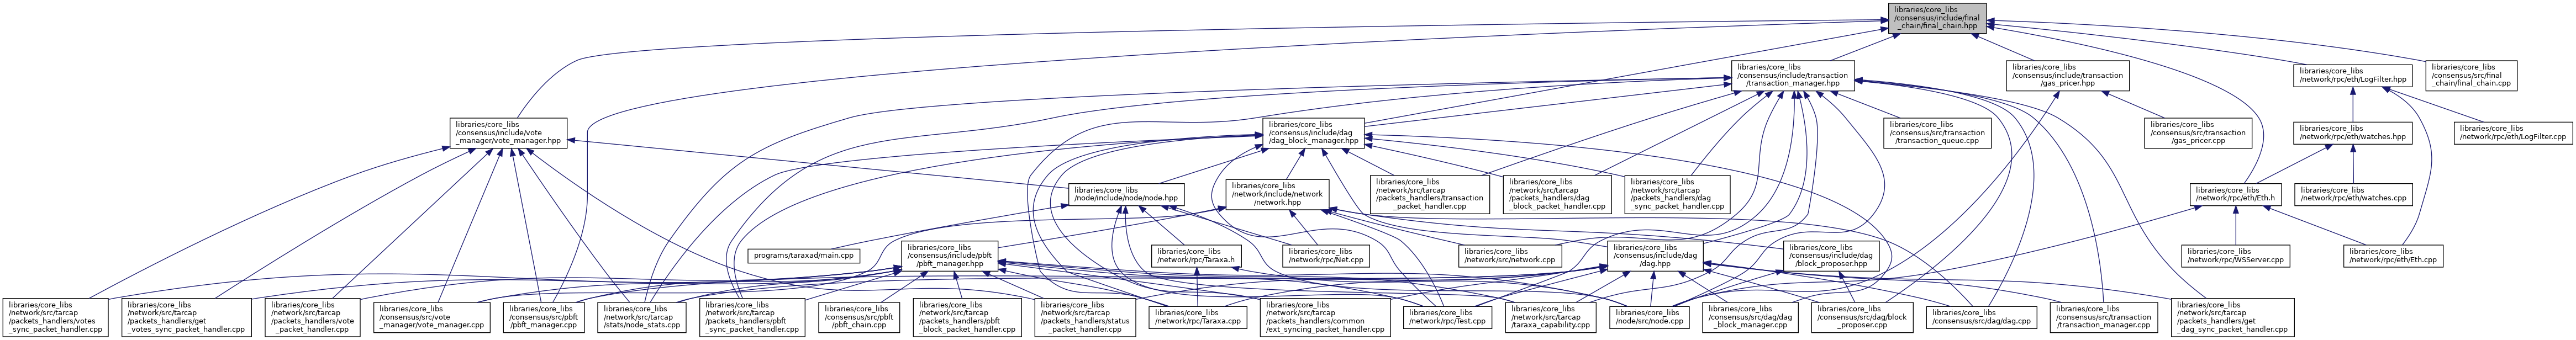 libraries/core_libs
/consensus/include/final
_chain/final_chain.hpp
libraries/core_libs
/consensus/include/transaction
/transaction_manager.hpp
libraries/core_libs
/consensus/include/transaction
/gas_pricer.hpp
libraries/core_libs
/network/rpc/eth/LogFilter.hpp
libraries/core_libs
/consensus/src/final
_chain/final_chain.cpp
libraries/core_libs
/consensus/include/vote
_manager/vote_manager.hpp
libraries/core_libs
/consensus/include/dag
/dag_block_manager.hpp
libraries/core_libs
/consensus/src/transaction
/transaction_queue.cpp
libraries/core_libs
/consensus/src/transaction
/gas_pricer.cpp
libraries/core_libs
/network/rpc/eth/watches.hpp
libraries/core_libs
/network/rpc/eth/LogFilter.cpp
libraries/core_libs
/node/include/node/node.hpp
libraries/core_libs
/network/include/network
/network.hpp
libraries/core_libs
/network/src/tarcap
/packets_handlers/transaction
_packet_handler.cpp
libraries/core_libs
/network/src/tarcap
/packets_handlers/dag
_block_packet_handler.cpp
libraries/core_libs
/network/src/tarcap
/packets_handlers/dag
_sync_packet_handler.cpp
libraries/core_libs
/network/rpc/eth/Eth.h
libraries/core_libs
/network/rpc/eth/watches.cpp
programs/taraxad/main.cpp
libraries/core_libs
/consensus/include/pbft
/pbft_manager.hpp
libraries/core_libs
/network/rpc/Taraxa.h
libraries/core_libs
/network/rpc/Net.cpp
libraries/core_libs
/network/src/network.cpp
libraries/core_libs
/consensus/include/dag
/dag.hpp
libraries/core_libs
/consensus/include/dag
/block_proposer.hpp
libraries/core_libs
/network/rpc/WSServer.cpp
libraries/core_libs
/network/rpc/eth/Eth.cpp
libraries/core_libs
/network/src/tarcap
/packets_handlers/votes
_sync_packet_handler.cpp
libraries/core_libs
/network/src/tarcap
/packets_handlers/get
_votes_sync_packet_handler.cpp
libraries/core_libs
/network/src/tarcap
/packets_handlers/vote
_packet_handler.cpp
libraries/core_libs
/consensus/src/vote
_manager/vote_manager.cpp
libraries/core_libs
/consensus/src/pbft
/pbft_manager.cpp
libraries/core_libs
/network/src/tarcap
/stats/node_stats.cpp
libraries/core_libs
/network/src/tarcap
/packets_handlers/pbft
_sync_packet_handler.cpp
libraries/core_libs
/consensus/src/pbft
/pbft_chain.cpp
libraries/core_libs
/network/src/tarcap
/packets_handlers/pbft
_block_packet_handler.cpp
libraries/core_libs
/network/src/tarcap
/packets_handlers/status
_packet_handler.cpp
libraries/core_libs
/network/rpc/Taraxa.cpp
libraries/core_libs
/network/src/tarcap
/packets_handlers/common
/ext_syncing_packet_handler.cpp
libraries/core_libs
/network/rpc/Test.cpp
libraries/core_libs
/network/src/tarcap
/taraxa_capability.cpp
libraries/core_libs
/node/src/node.cpp
libraries/core_libs
/consensus/src/dag/dag
_block_manager.cpp
libraries/core_libs
/consensus/src/dag/block
_proposer.cpp
libraries/core_libs
/consensus/src/dag/dag.cpp
libraries/core_libs
/consensus/src/transaction
/transaction_manager.cpp
libraries/core_libs
/network/src/tarcap
/packets_handlers/get
_dag_sync_packet_handler.cpp